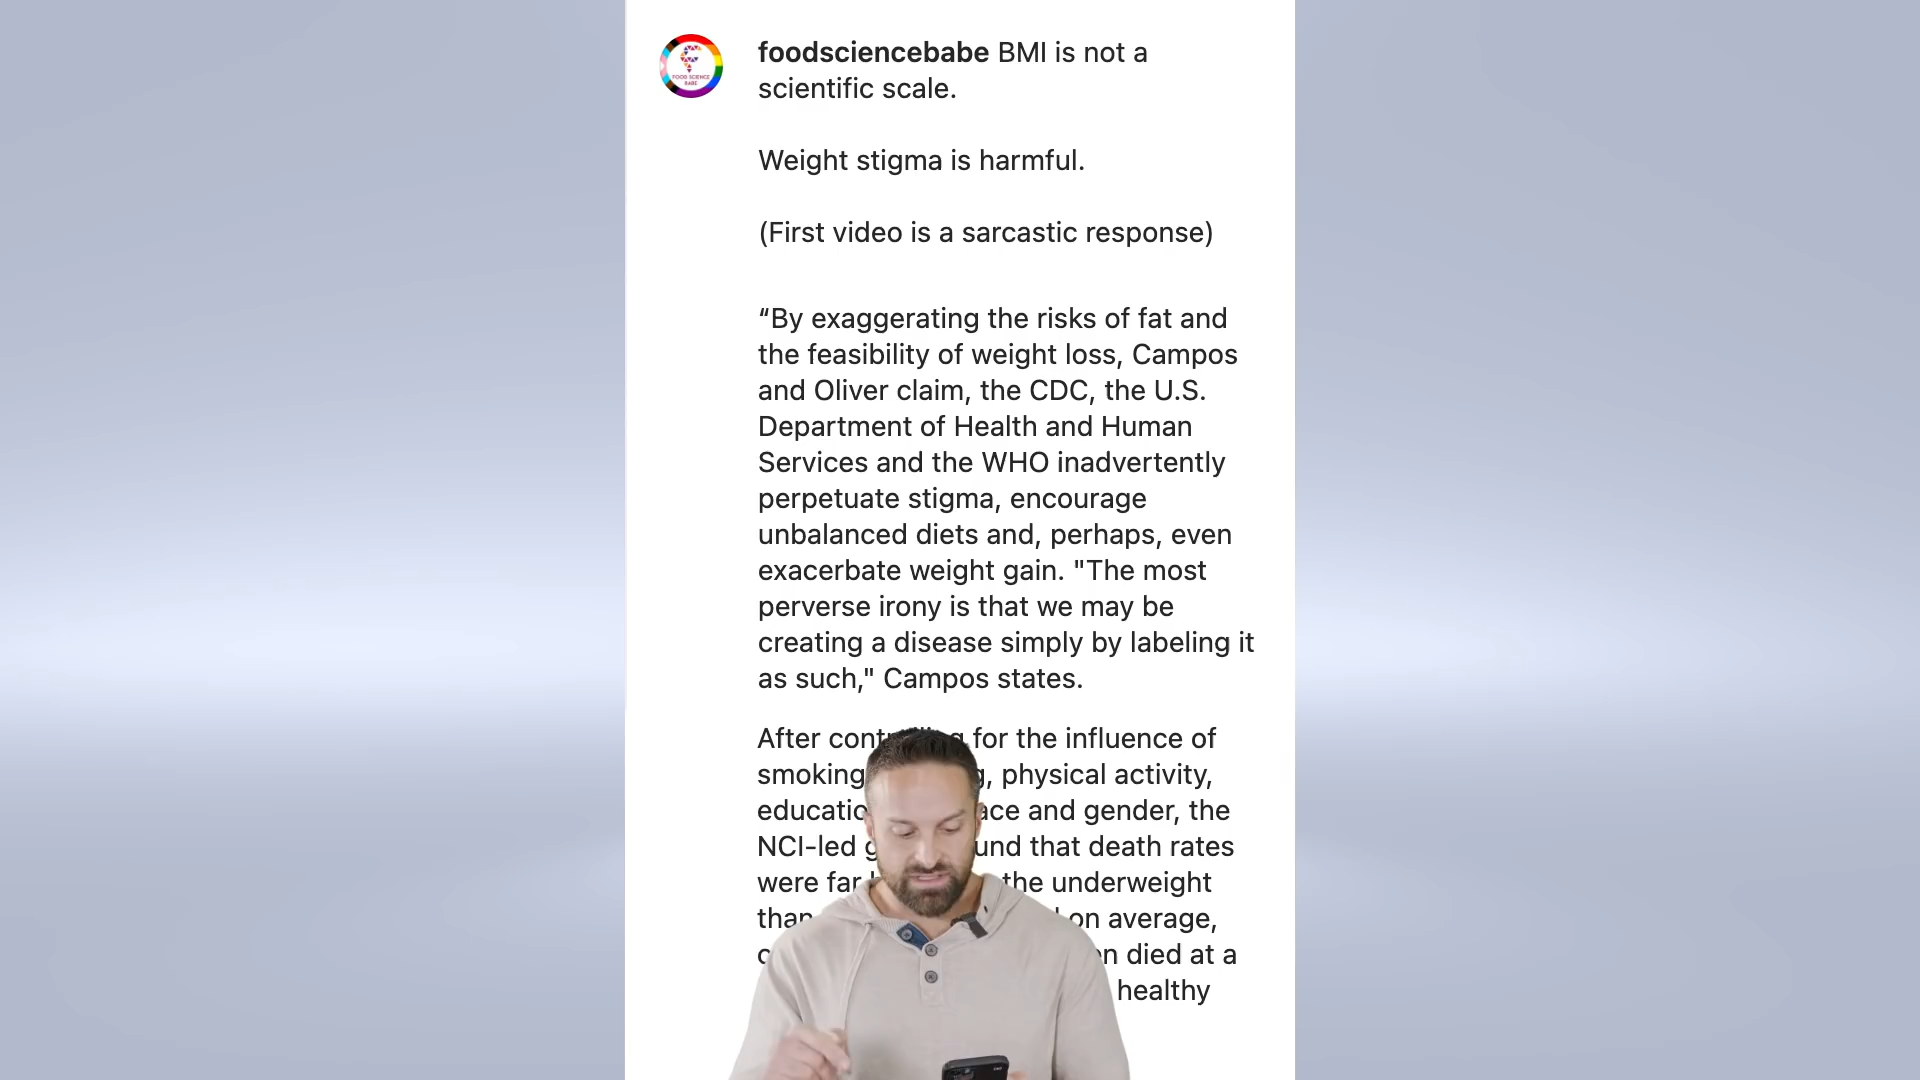 foodsciencebabe BMI is not a
scientific scale.
Weight stigma is harmful.
(First video is a sarcastic response)
“By exaggerating the risks of fat and
the feasibility of weight loss, Campos
and Oliver claim, the CDC, the U.S.
Department of Health and Human
Services and the WHO inadvertently
perpetuate stigma, encourage
unbalanced diets and, perhaps, even
exacerbate weight gain. "The most
perverse irony is that we may be
creating a disease simply by labeling it
as such," Campos states.
After controlling for the influence of
smoking physical activity,
and gender, the
NCI-led that death rates
were far the underweight
on average,
died at a
healthy
FOOD SCIENCE
BABE